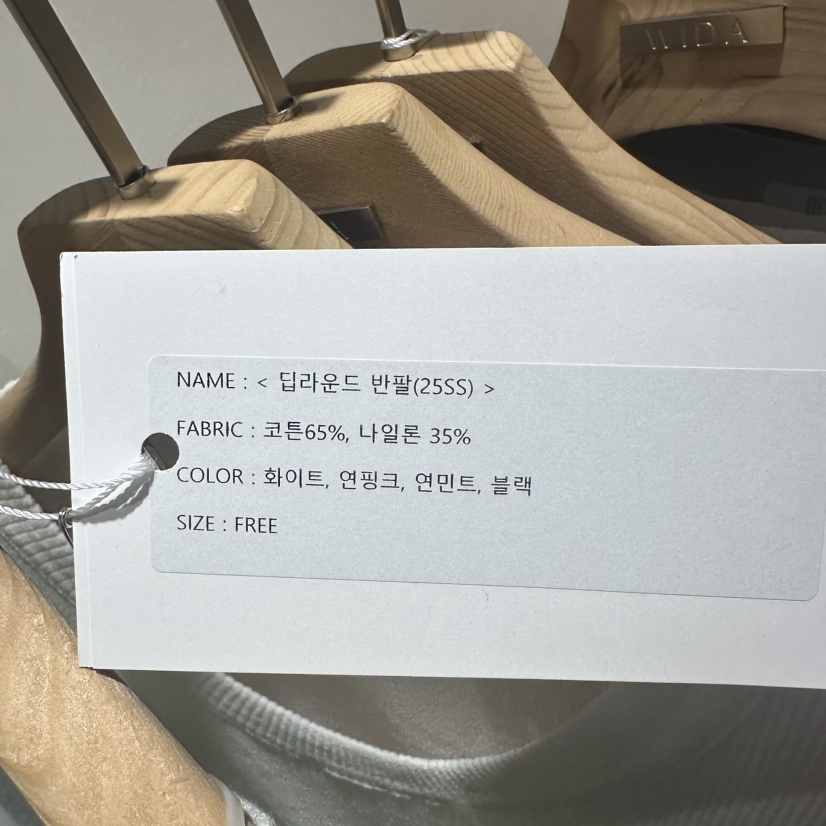 NAME : < 딥라운드 반팔(25SS) >
FABRIC : 코튼65%, 나일론 35%
COLOR : 화이트, 연핑크, 연민트, 블랙
SIZE : FREE